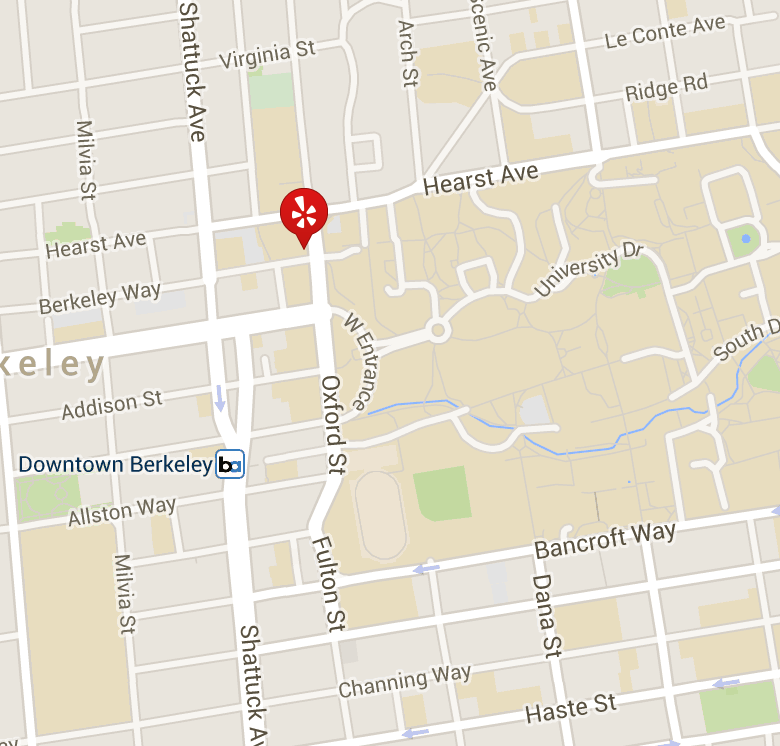 Shattuck Ave
Virginia St
Arch St
Scenic Ave
Le Conte Ave
Ridge Rd
Milvia St
Hearst Ave
Hearst Ave
Berkeley Way
University Dr
W Entrance
South D
keley
Addison St
Oxford St
Downtown Berkeley
ba
Allston Way
Bancroft Way
Milvia St
Fulton St
Dana St
Shattuck Av
Channing Way
Haste St